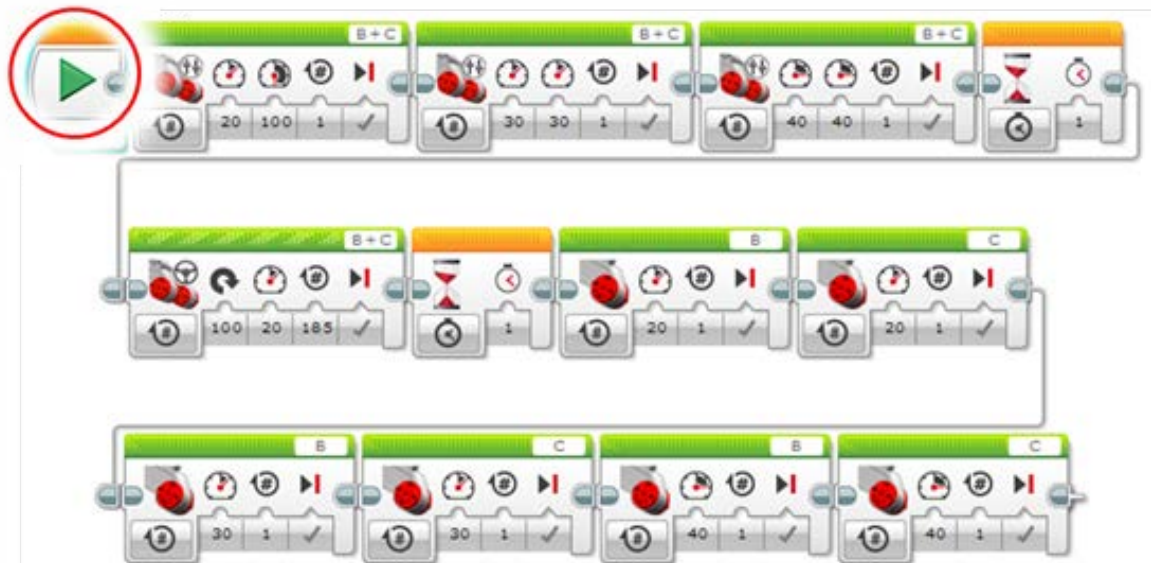 B + C B + C B + C
# # # #
# 20 100 1 # 30 30 1 # 40 40 1 1
B + C B C
# # #
# 100 20 185 1 # 20 1 # 20 1
B C B C
# # # #
# 30 1 # 30 1 # 40 1 # 40 1